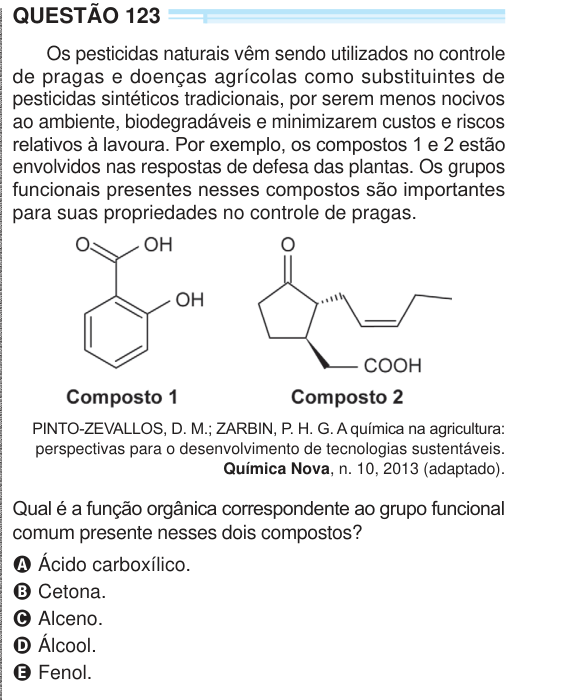 QUESTÃO 123
Os pesticidas naturais vêm sendo utilizados no controle
de pragas e doenças agrícolas como substituintes de
pesticidas sintéticos tradicionais, por serem menos nocivos
ao ambiente, biodegradáveis e minimizarem custos e riscos
relativos à lavoura. Por exemplo, os compostos 1 e 2 estão
envolvidos nas respostas de defesa das plantas. Os grupos
funcionais presentes nesses compostos são importantes
para suas propriedades no controle de pragas.
O OH
OH
O
COOH
Composto 1 Composto 2
PINTO-ZEVALLOS, D. M.; ZARBIN, P. H. G. A química na agricultura:
perspectivas para o desenvolvimento de tecnologias sustentáveis.
Química Nova, n. 10, 2013 (adaptado).
Qual é a função orgânica correspondente ao grupo funcional
comum presente nesses dois compostos?
A Ácido carboxílico.
B Cetona.
C Alceno.
D Álcool.
E Fenol.